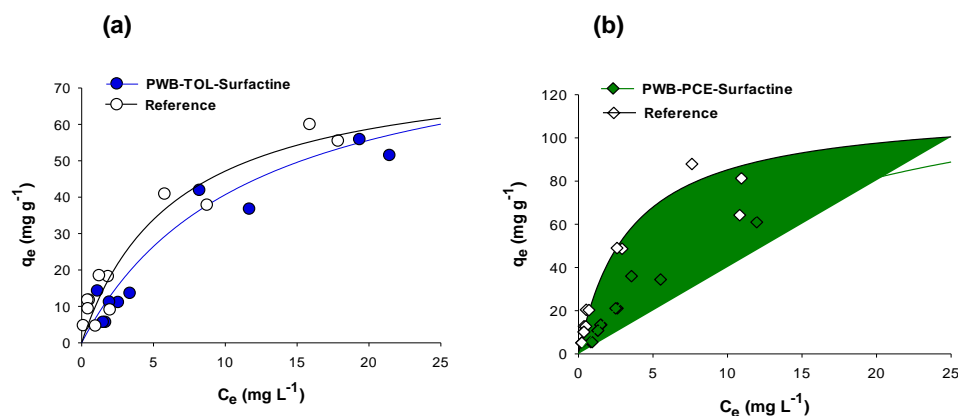 (a)
PWB-TOL-Surfactine
Reference
70
60
50
40
30
20
10
0
qe (mg g-1)
0 5 10 15 20 25
Ce (mg L-1)
(b)
PWB-PCE-Surfactine
Reference
120
100
80
60
40
20
0
qe (mg g-1)
0 5 10 15 20 25
Ce (mg L-1)